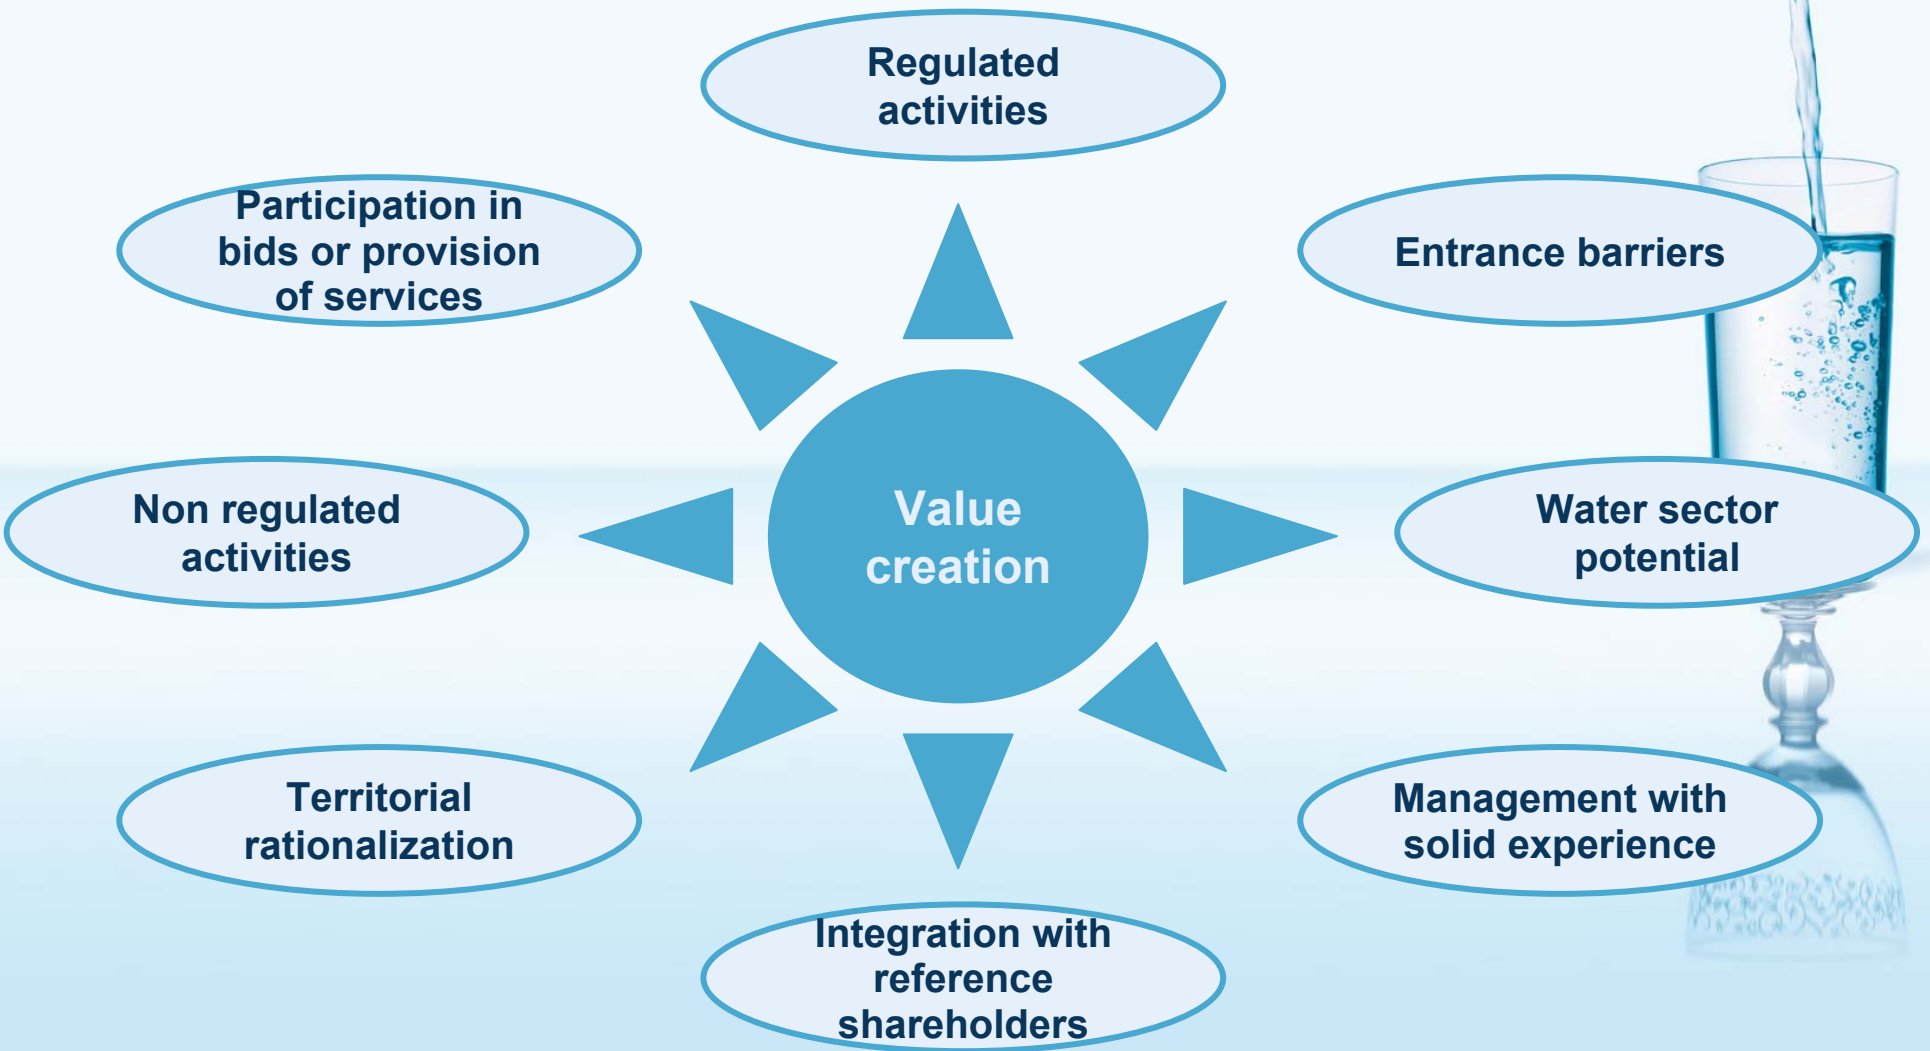 Regulated
activities
Participation in
bids or provision
of services
Entrance barriers
Non regulated
activities
Value
creation
Water sector
potential
Territorial
rationalization
Management with
solid experience
Integration with
reference
shareholders